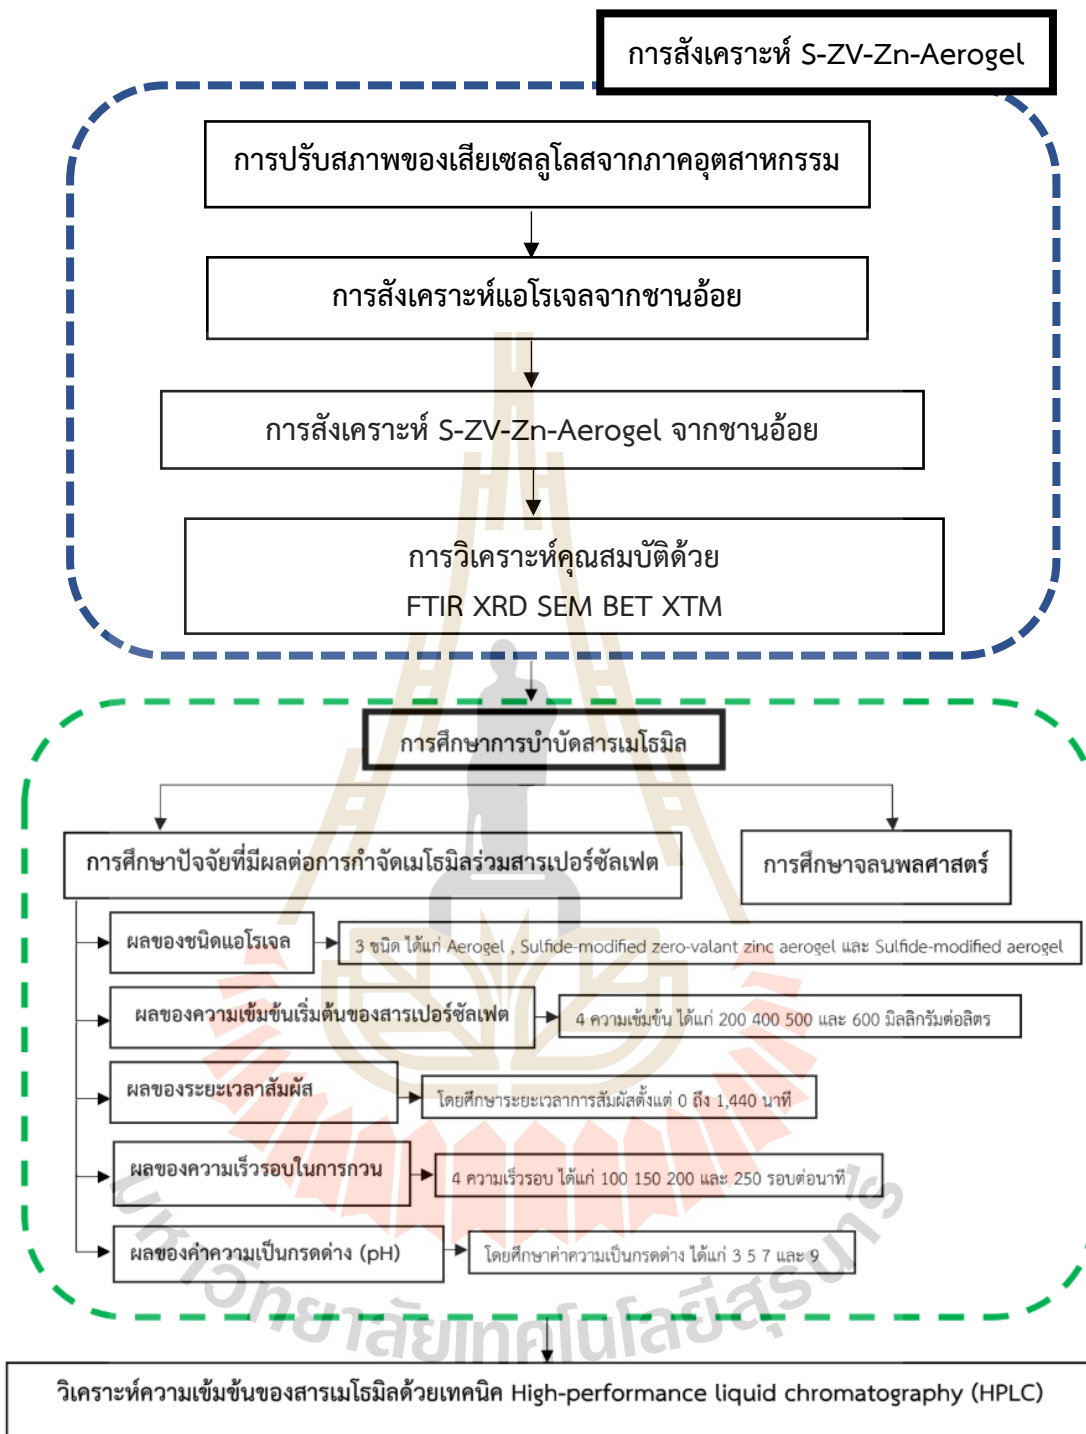 การสังเคราะห์ S-ZV-Zn-Aerogel
การปรับสภาพของเสียเซลลูโลสจากภาคอุตสาหกรรม
การสังเคราะห์แอโรเจลจากชานอ้อย
การสังเคราะห์ S-ZV-Zn-Aerogel จากชานอ้อย
การวิเคราะห์คุณสมบัติด้วย
FTIR XRD SEM BET XTM
การศึกษาการบำบัดสารเมโธมิล
การศึกษาปัจจัยที่มีผลต่อการกำจัดเมโธมิลร่วมสารเปอร์ซัลเฟต
การศึกษาจลนพลศาสตร์
ผลของชนิดแอโรเจล
3 ชนิด ได้แก่ Aerogel , Sulfide-modified zero-valant zinc aerogel และ Sulfide-modified aerogel
ผลของความเข้มข้นเริ่มต้นของสารเปอร์ซัลเฟต
4 ความเข้มข้น ได้แก่ 200 400 500 และ 600 มิลลิกรัมต่อลิตร
ผลของระยะเวลาสัมผัส
โดยศึกษาระยะเวลาการสัมผัสตั้งแต่ 0 ถึง 1,440 นาที
ผลของความเร็วรอบในการกวน
4 ความเร็วรอบ ได้แก่ 100 150 200 และ 250 รอบต่อนาที
ผลของค่าความเป็นกรดด่าง (pH)
โดยศึกษาค่าความเป็นกรดด่าง ได้แก่ 3 5 7 และ 9
มหาวิทยาลัยเทคโนโลยีสุรนารี
วิเคราะห์ความเข้มข้นของสารเมโธมิลด้วยเทคนิค High-performance liquid chromatography (HPLC)